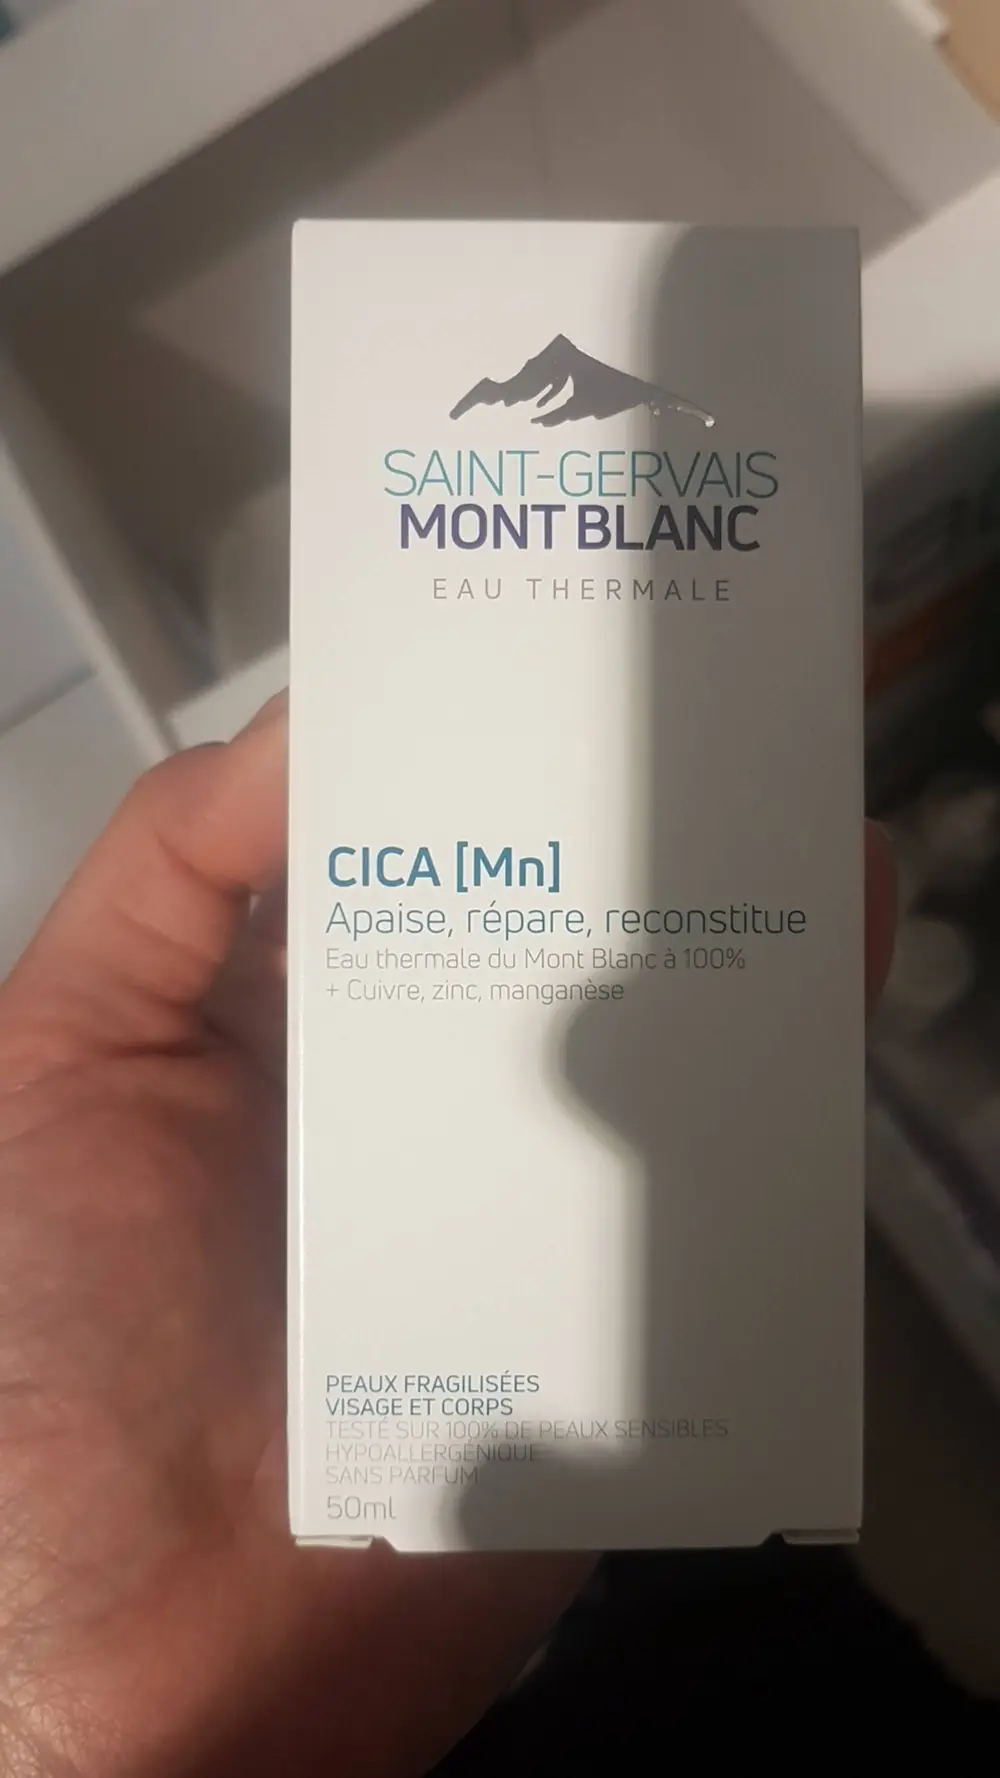 SAINT-GERVAIS
MONT BLANC
EAU THERMALE
CICA [Mn]
Apaise, répare, reconstitue
Eau thermale du Mont Blanc à 100%
+ Cuivre, zinc, manganèse
PEAUX FRAGILISÉES
VISAGE ET CORPS
TESTÉ SUR 100% DE PEAUX SENSIBLES
HYPOALLERGÉNIQUE
SANS PARFUM
50ml